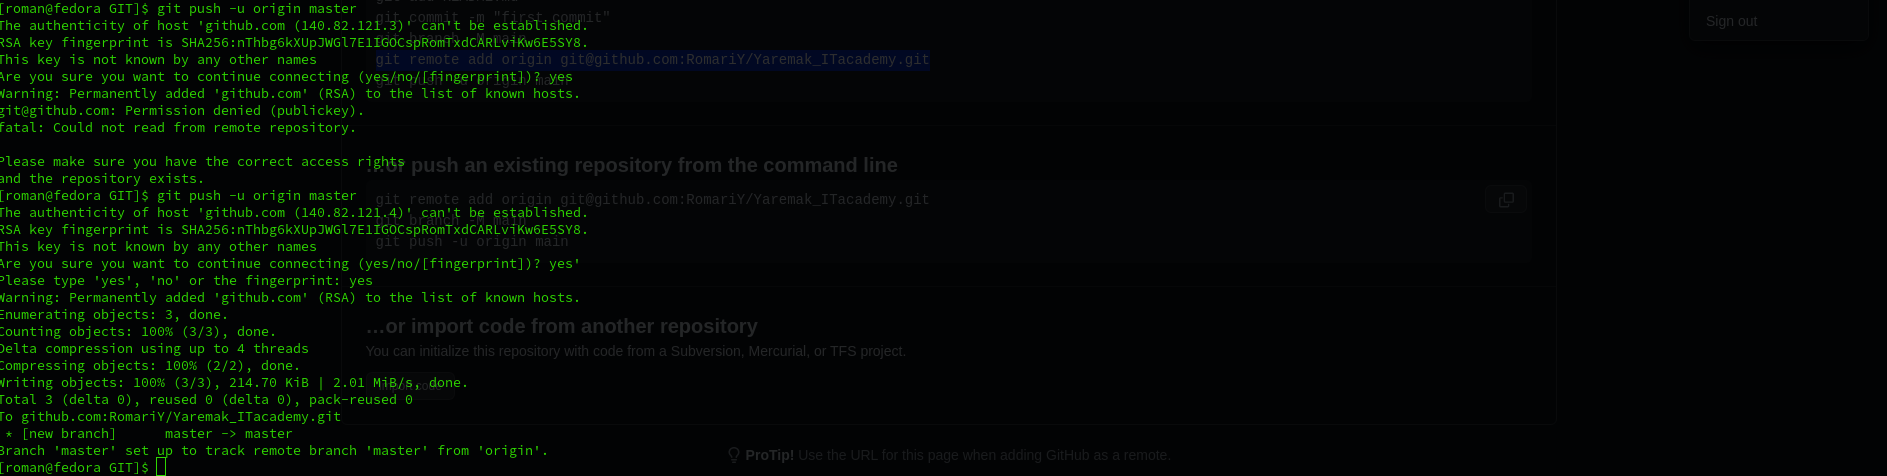 [roman@fedora GIT]$ git push -u origin master
The authenticity of host 'github.com (140.82.121.3)' can't be established.
RSA key fingerprint is SHA256:nThbg6kXUpJWGl7E1IGOCspRomTxdCARLviKw6E5SY8.
This key is not known by any other names
Are you sure you want to continue connecting (yes/no/[fingerprint])? yes
Warning: Permanently added 'github.com' (RSA) to the list of known hosts.
git@github.com: Permission denied (publickey).
fatal: Could not read from remote repository.
Please make sure you have the correct access rights
and the repository exists.
[roman@fedora GIT]$ git push -u origin master
The authenticity of host 'github.com (140.82.121.4)' can't be established.
RSA key fingerprint is SHA256:nThbg6kXUpJWGl7E1IGOCspRomTxdCARLviKw6E5SY8.
This key is not known by any other names
Are you sure you want to continue connecting (yes/no/[fingerprint])? yes'
Please type 'yes', 'no' or the fingerprint: yes
Warning: Permanently added 'github.com' (RSA) to the list of known hosts.
Enumerating objects: 3, done.
Counting objects: 100% (3/3), done.
Delta compression using up to 4 threads
Compressing objects: 100% (2/2), done.
Writing objects: 100% (3/3), 214.70 KiB | 2.01 MiB/s, done.
Total 3 (delta 0), reused 0 (delta 0), pack-reused 0
To github.com:RomariY/Yaremak_ITacademy.git
* [new branch] master -> master
Branch 'master' set up to track remote branch 'master' from 'origin'.
[roman@fedora GIT]$
git commit -m "first commit"
git branch -M main
git remote add origin git@github.com:RomariY/Yaremak_ITacademy.git
git push -u origin main
…or push an existing repository from the command line
git remote add origin git@github.com:RomariY/Yaremak_ITacademy.git
git branch -M main
git push -u origin main
…or import code from another repository
You can initialize this repository with code from a Subversion, Mercurial, or TFS project.
ProTip! Use the URL for this page when adding GitHub as a remote.
Sign out